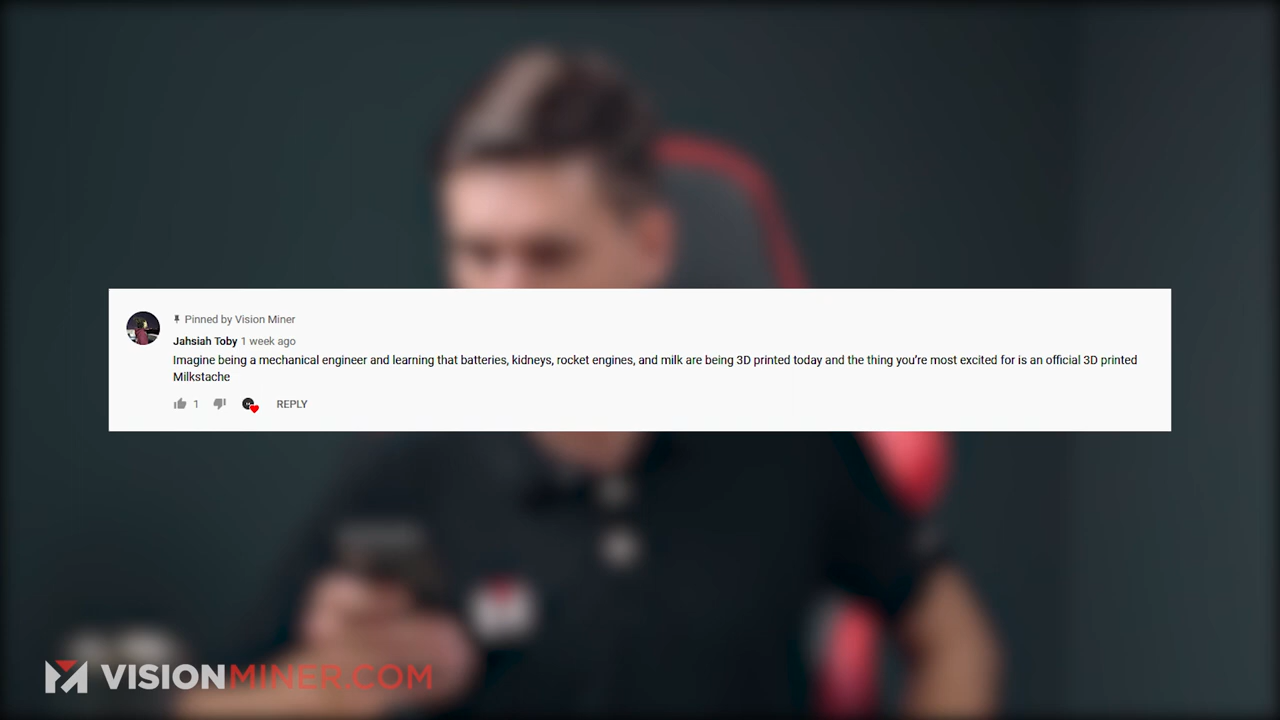 Pinned by Vision Miner
Jahsiah Toby 1 week ago
Imagine being a mechanical engineer and learning that batteries, kidneys, rocket engines, and milk are being 3D printed today and the thing you're most excited for is an official 3D printed
Milkstache
1 REPLY
VISIONMINER.COM